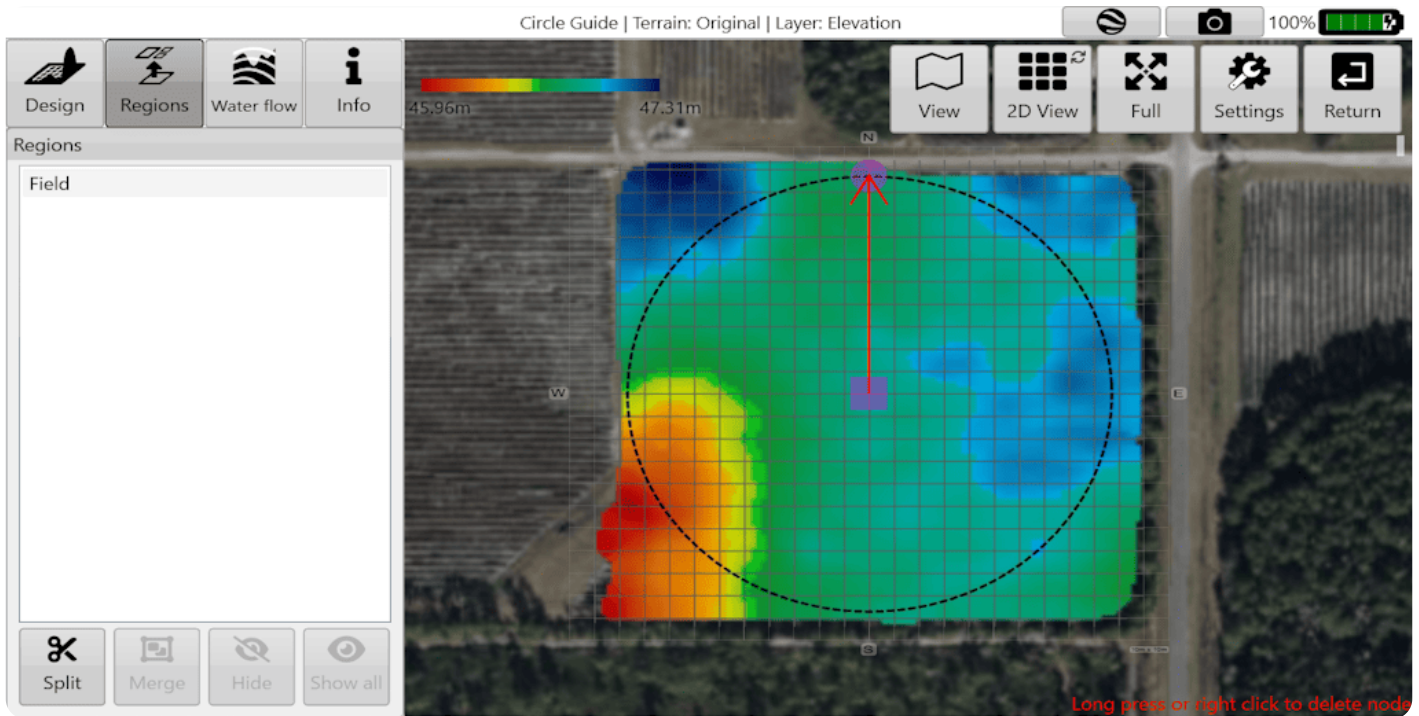 Circle Guide | Terrain: Original | Layer: Elevation
100%
Design
Regions
Water flow
Info
45.96m
47.31m
View
2D View
Full
Settings
Return
Regions
Field
N
W
E
S
Split
Merge
Hide
Show all
Long press or right click to delete node